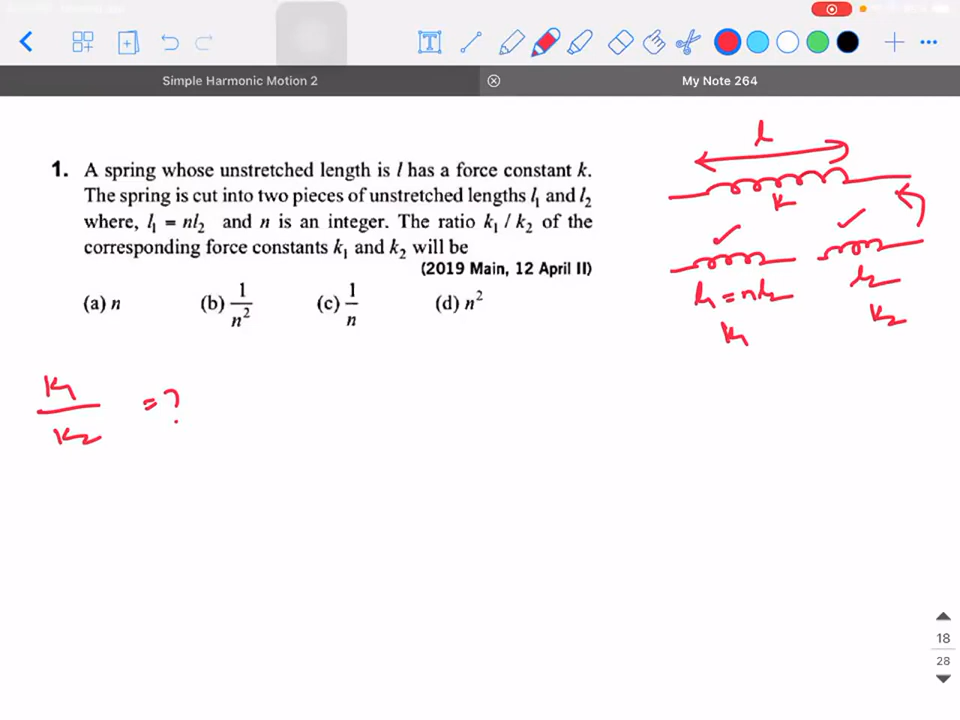 Simple Harmonic Motion 2
My Note 264
1. A spring whose unstretched length is l has a force constant k.
The spring is cut into two pieces of unstretched lengths l₁ and l₂
where, l₁ = nl₂ and n is an integer. The ratio k₁ / k₂ of the
corresponding force constants k₁ and k₂ will be
(2019 Main, 12 April II)
(a) n (b) 1/n² (c) 1/n (d) n²
l
K
l₁ = nl₂
l₂
K₁
K₂
K₁/K₂ = ?
18
28